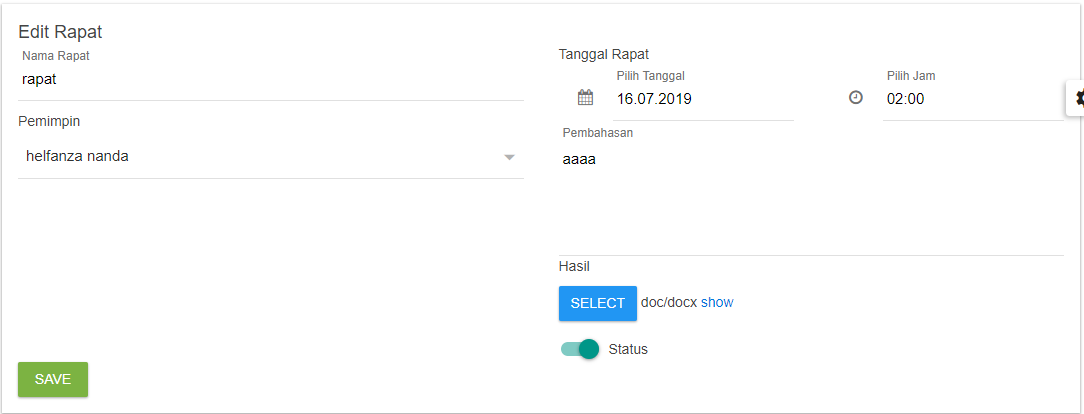 Edit Rapat
Nama Rapat
rapat
Pemimpin
helfanza nanda
Tanggal Rapat
Pilih Tanggal
16.07.2019
Pilih Jam
02:00
Pembahasan
aaaa
Hasil
SELECT doc/docx show
Status
SAVE